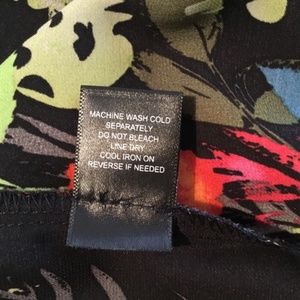 MACHINE WASH COLD
SEPARATELY
DO NOT BLEACH
LINE DRY
COOL IRON ON
REVERSE IF NEEDED